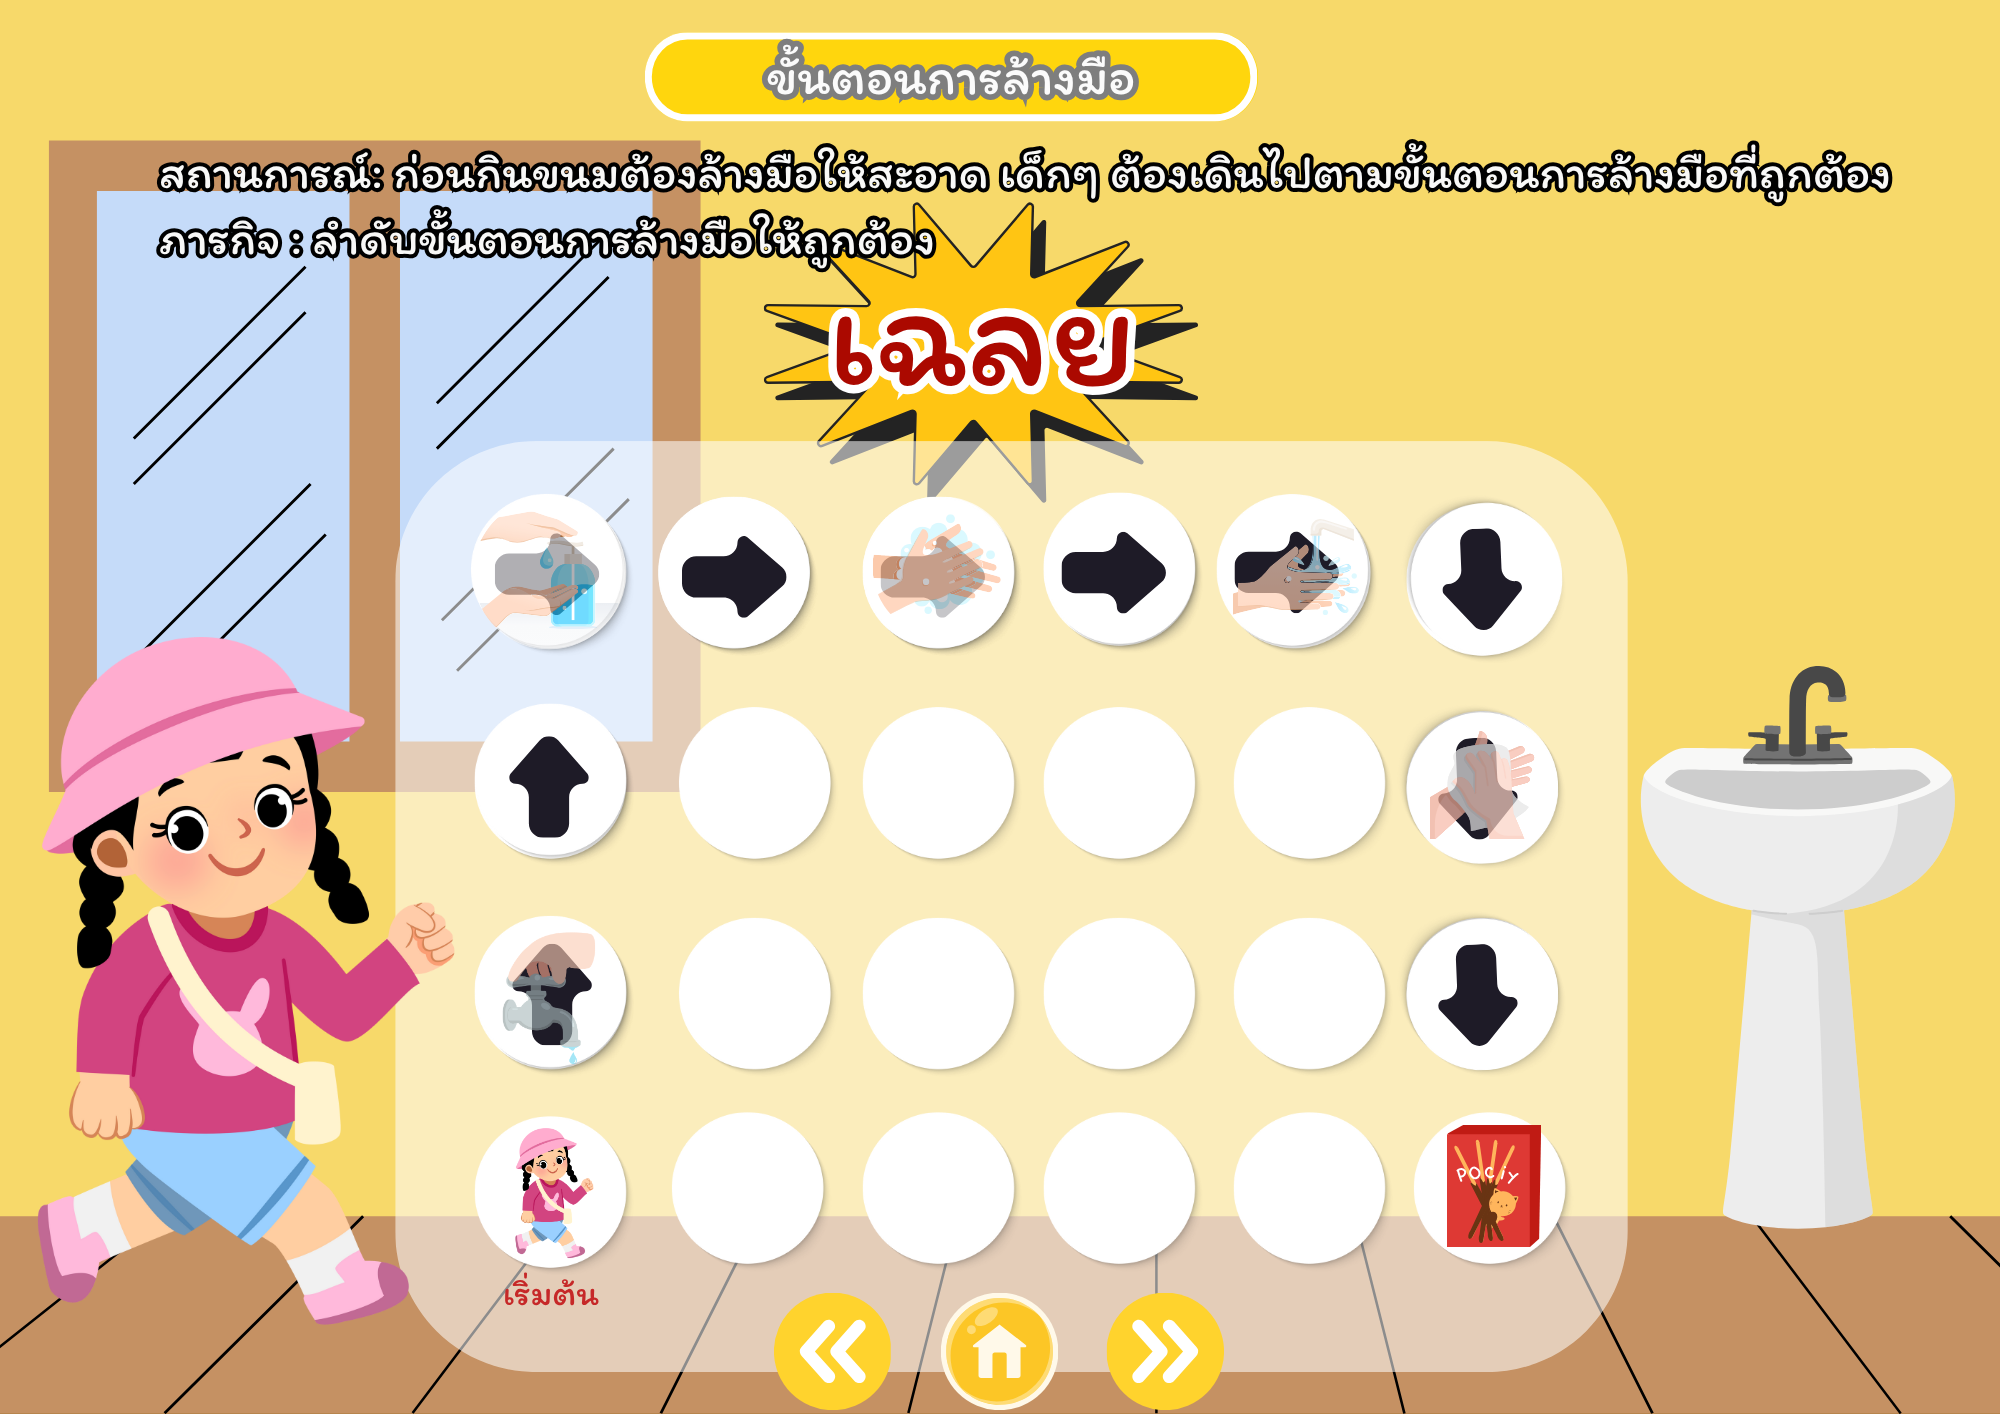 ขั้นตอนการล้างมือ
สถานการณ์: ก่อนกินขนมต้องล้างมือให้สะอาด เด็กๆ ต้องเดินไปตามขั้นตอนการล้างมือที่ถูกต้อง
ภารกิจ : ลำดับขั้นตอนการล้างมือให้ถูกต้อง
เฉลย
POCiY
เริ่มต้น